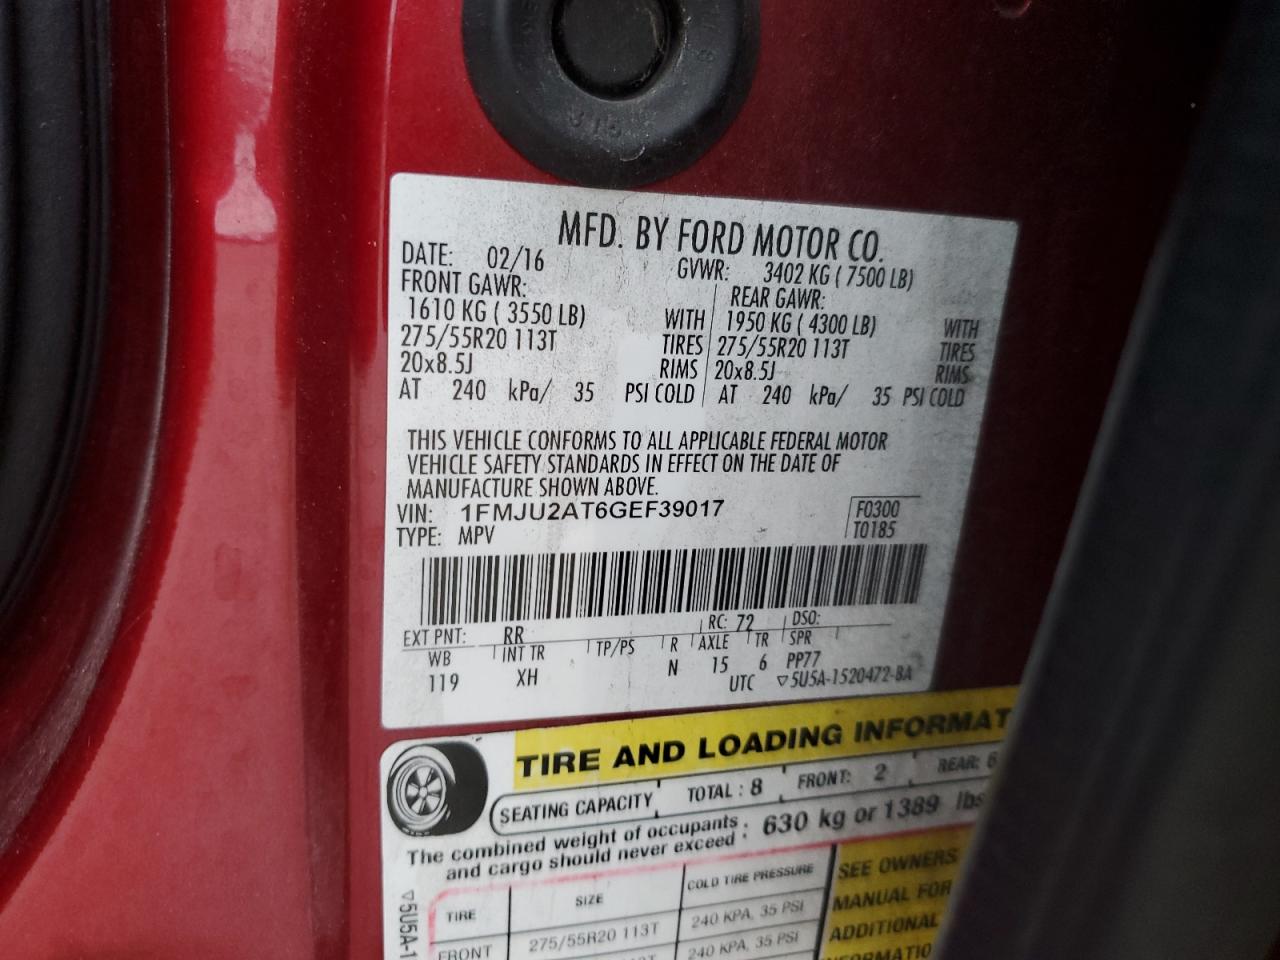 MFD. BY FORD MOTOR CO.
DATE: 02/16 GVWR: 3402 KG ( 7500 LB)
FRONT GAWR: REAR GAWR:
1610 KG ( 3550 LB) WITH 1950 KG ( 4300 LB) WITH
275/55R20 113T TIRES 275/55R20 113T TIRES
20x8.5J RIMS 20x8.5J RIMS
AT 240 kPa/ 35 PSI COLD AT 240 kPa/ 35 PSI COLD
THIS VEHICLE CONFORMS TO ALL APPLICABLE FEDERAL MOTOR
VEHICLE SAFETY STANDARDS IN EFFECT ON THE DATE OF
MANUFACTURE SHOWN ABOVE.
VIN: 1FMJU2AT6GEF39017 F0300
TYPE: MPV T0185
EXT PNT: RR RC: 72 DSO:
WB INT TR TP/PS R AXLE TR SPR
119 XH N 15 6 PP77
UTC ▽5U5A-1520472-BA
TIRE AND LOADING INFORMAT
SEATING CAPACITY TOTAL : 8 FRONT: 2 REAR: 6
The combined weight of occupants
and cargo should never exceed : 630 kg or 1389 lbs
TIRE SIZE COLD TIRE PRESSURE
FRONT 275/55R20 113T 240 KPA, 35 PSI
240 KPA, 35 PSI
SEE OWNERS
MANUAL FOR
ADDITIONAL
▽5U5A-1